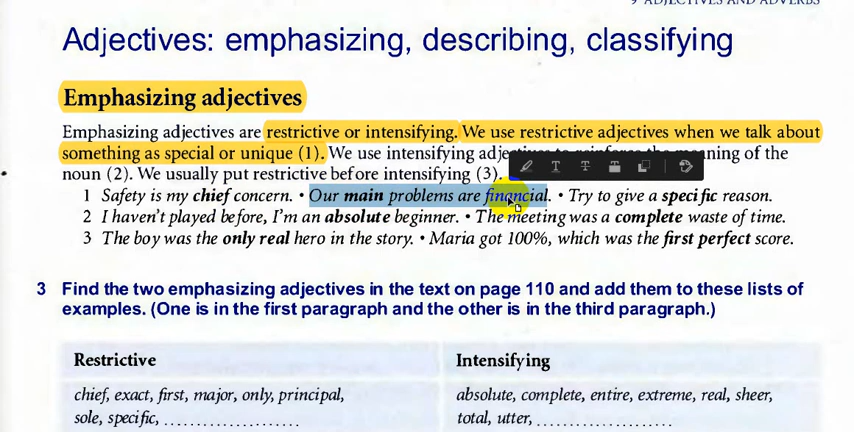 9 ADJECTIVES AND ADVERBS
Adjectives: emphasizing, describing, classifying
Emphasizing adjectives
Emphasizing adjectives are restrictive or intensifying. We use restrictive adjectives when we talk about
something as special or unique (1). We use intensifying adjectives to reinforce the meaning of the
noun (2). We usually put restrictive before intensifying (3).
1 Safety is my chief concern. • Our main problems are financial. • Try to give a specific reason.
2 I haven't played before, I'm an absolute beginner. • The meeting was a complete waste of time.
3 The boy was the only real hero in the story. • Maria got 100%, which was the first perfect score.
3 Find the two emphasizing adjectives in the text on page 110 and add them to these lists of
examples. (One is in the first paragraph and the other is in the third paragraph.)
Restrictive Intensifying
chief, exact, first, major, only, principal, absolute, complete, entire, extreme, real, sheer,
sole, specific, ..................... total, utter, .....................